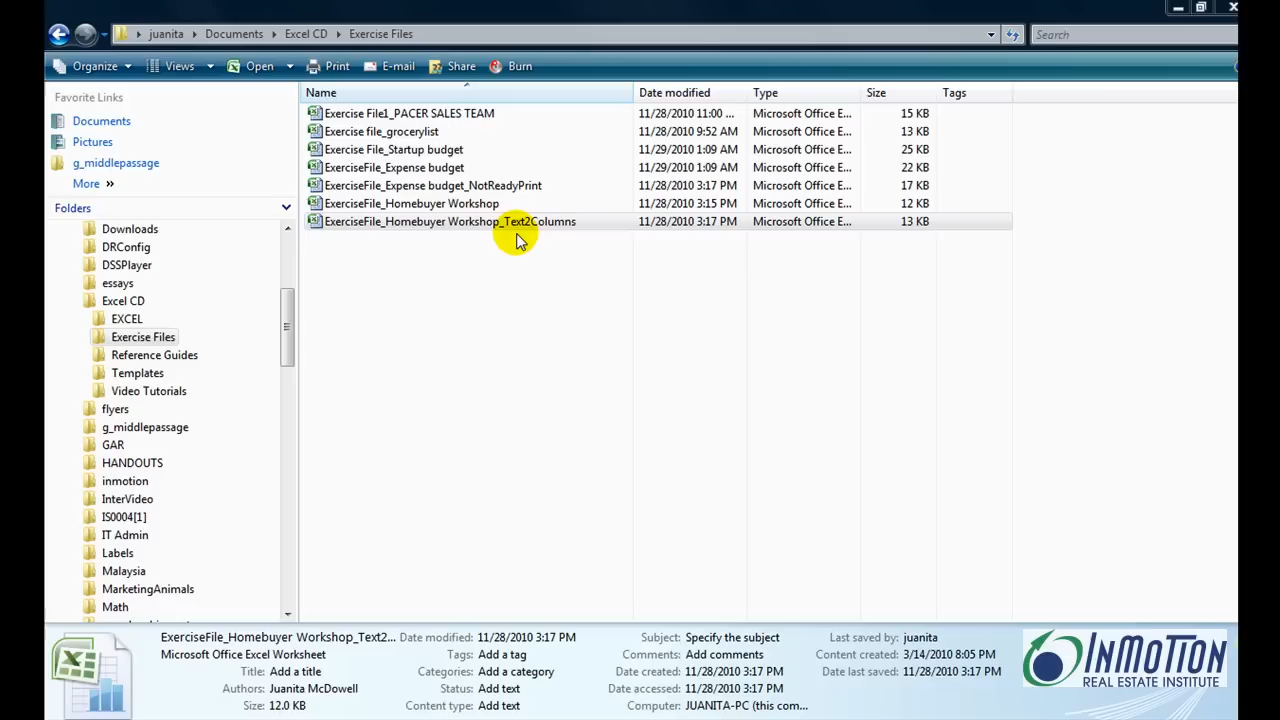 juanita
Documents
Excel CD
Exercise Files
Search
Organize
Views
Open
Print
E-mail
Share
Burn
Favorite Links
Documents
Pictures
g_middlepassage
More
Folders
Downloads
DRConfig
DSSPlayer
essays
Excel CD
EXCEL
Exercise Files
Reference Guides
Templates
Video Tutorials
flyers
g_middlepassage
GAR
HANDOUTS
inmotion
InterVideo
IS0004[1]
IT Admin
Labels
Malaysia
MarketingAnimals
Math
Name Date modified Type Size Tags
Exercise File1_PACER SALES TEAM 11/28/2010 11:00 ... Microsoft Office E... 15 KB
Exercise file_grocerylist 11/28/2010 9:52 AM Microsoft Office E... 13 KB
Exercise File_Startup budget 11/29/2010 1:09 AM Microsoft Office E... 25 KB
ExerciseFile_Expense budget 11/29/2010 1:09 AM Microsoft Office E... 22 KB
ExerciseFile_Expense budget_NotReadyPrint 11/28/2010 3:17 PM Microsoft Office E... 17 KB
ExerciseFile_Homebuyer Workshop 11/28/2010 3:15 PM Microsoft Office E... 12 KB
ExerciseFile_Homebuyer Workshop_Text2Columns 11/28/2010 3:17 PM Microsoft Office E... 13 KB
ExerciseFile_Homebuyer Workshop_Text2... Date modified: 11/28/2010 3:17 PM Subject: Specify the subject Last saved by: juanita
Microsoft Office Excel Worksheet Tags: Add a tag Comments: Add comments Content created: 3/14/2010 8:05 PM
Title: Add a title Categories: Add a category Date created: 11/28/2010 3:17 PM Date last saved: 11/28/2010 3:17 PM
Authors: Juanita McDowell Status: Add text Date accessed: 11/28/2010 3:17 PM
Size: 12.0 KB Content type: Add text Computer: JUANITA-PC (this com...
INMOTION
REAL ESTATE INSTITUTE